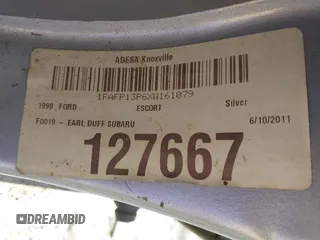 ADESA Knoxville
1FAFP13P6XW161079
1999 FORD ESCORT Silver
F0019 - EARL DUFF SUBARU 6/10/2011
127667
DREAMBID